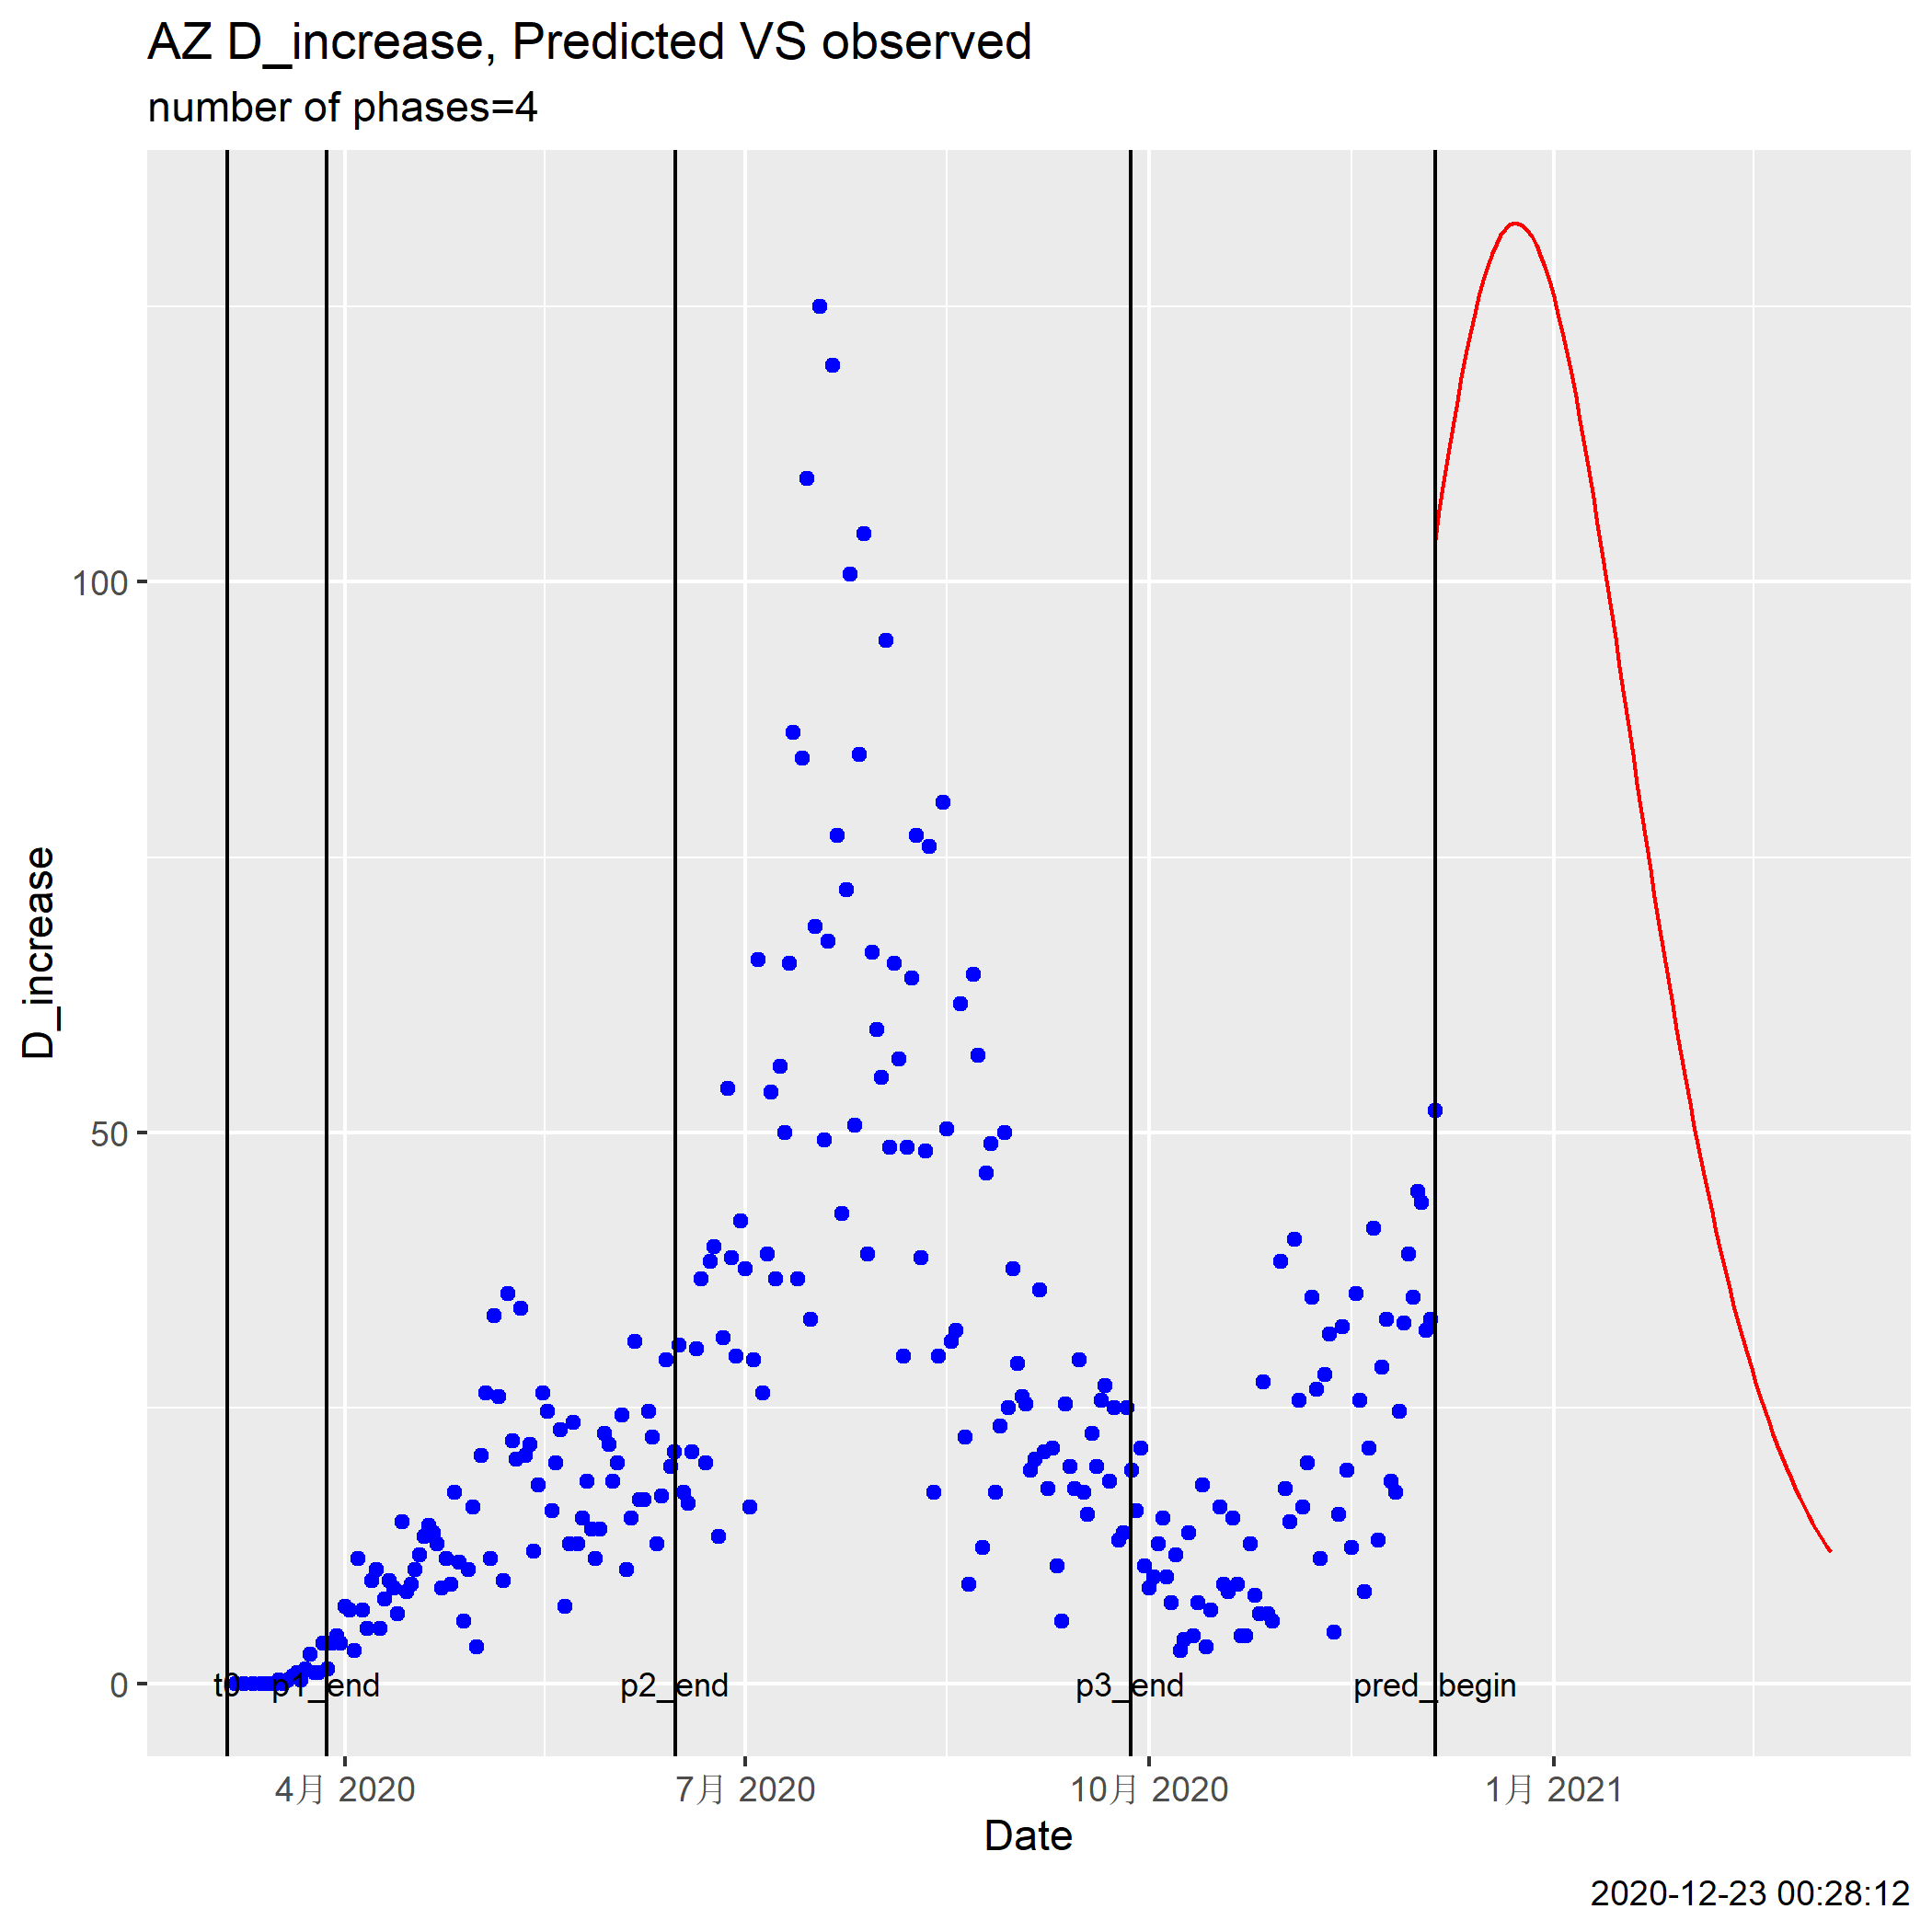 AZ D_increase, Predicted VS observed
number of phases=4
D_increase
100
50
0
t0
p1_end
p2_end
p3_end
pred_begin
4月 2020
7月 2020
10月 2020
1月 2021
Date
2020-12-23 00:28:12